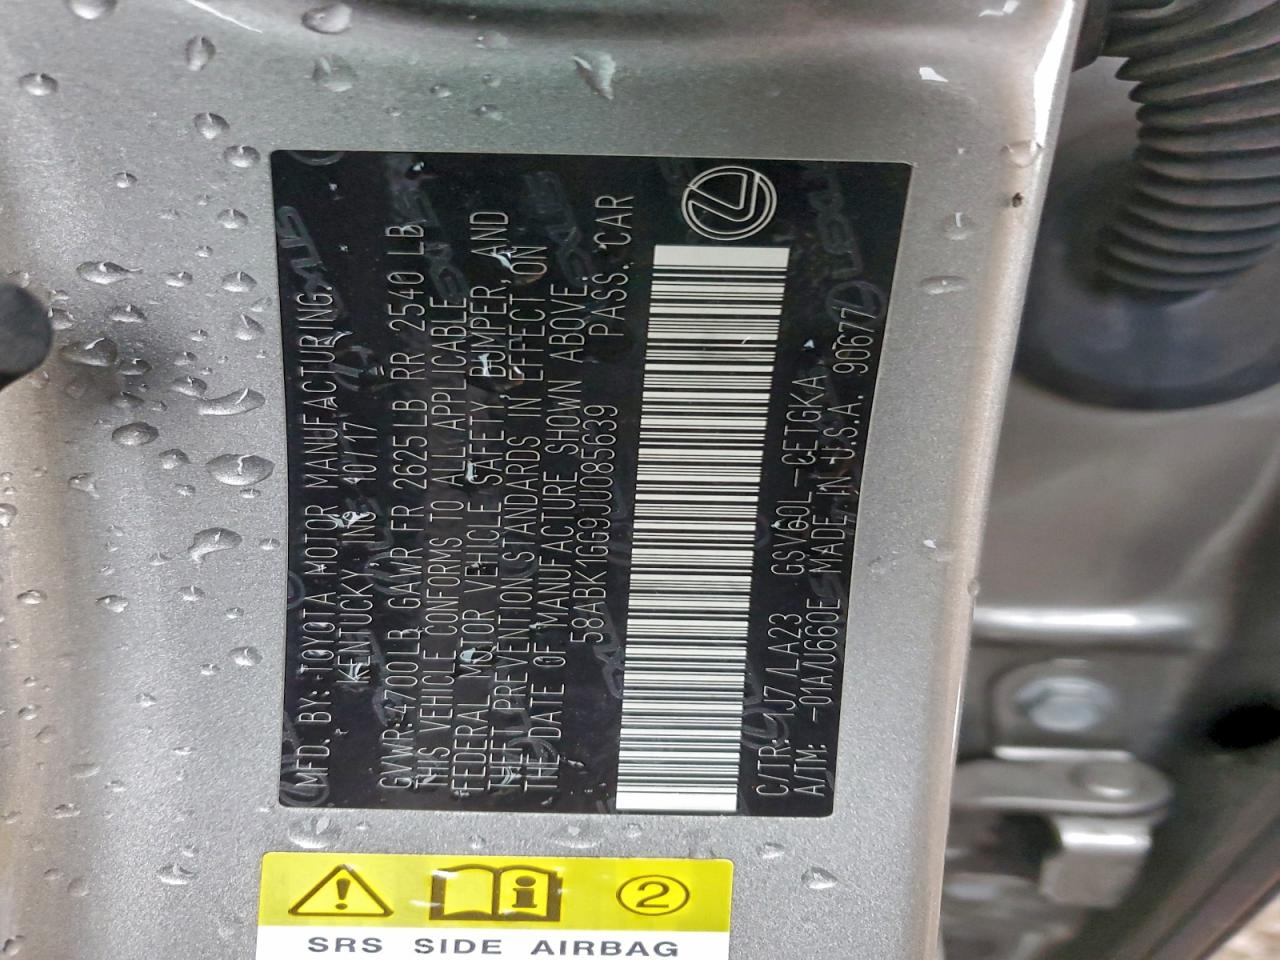 MFD. BY: TOYOTA MOTOR MANUFACTURING,
KENTUCKY, INC 10/17
GVWR 4700LB GAWR FR 2625LB RR 2540 LB
THIS VEHICLE CONFORMS TO ALL APPLICABLE
FEDERAL MOTOR VEHICLE SAFETY, BUMPER, AND
THEFT PREVENTION STANDARDS IN EFFECT ON
THE DATE OF MANUFACTURE SHOWN ABOVE.
58ABK1GG9JU085639 PASS. CAR
C/TR: 1J7/LA23 GSV60L-CETGKA
A/TM: -01A/U660E MADE IN U.S.A. 90677
2
SRS SIDE AIRBAG